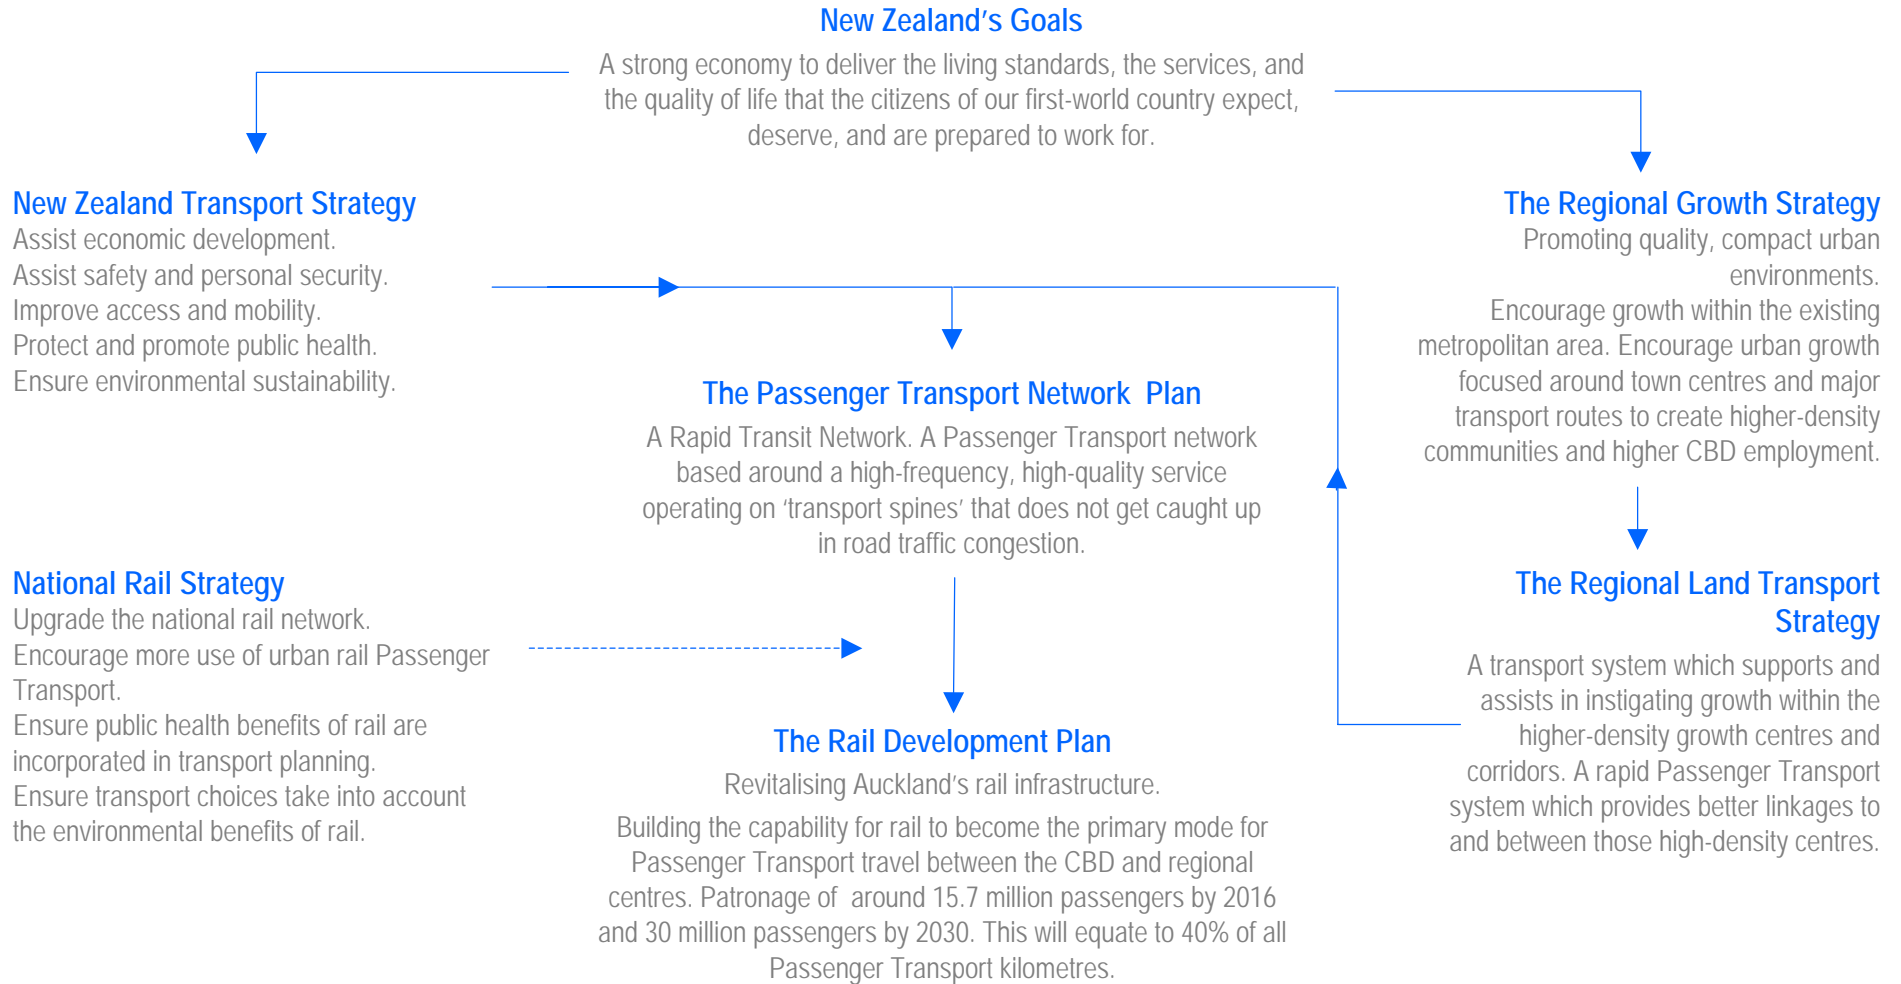 New Zealand's Goals
A strong economy to deliver the living standards, the services, and
the quality of life that the citizens of our first-world country expect,
deserve, and are prepared to work for.
New Zealand Transport Strategy
Assist economic development.
Assist safety and personal security.
Improve access and mobility.
Protect and promote public health.
Ensure environmental sustainability.
The Regional Growth Strategy
Promoting quality, compact urban
environments.
Encourage growth within the existing
metropolitan area. Encourage urban growth
focused around town centres and major
transport routes to create higher-density
communities and higher CBD employment.
The Passenger Transport Network  Plan
A Rapid Transit Network. A Passenger Transport network
based around a high-frequency, high-quality service
operating on ‘transport spines’ that does not get caught up
in road traffic congestion.
National Rail Strategy
Upgrade the national rail network.
Encourage more use of urban rail Passenger
Transport.
Ensure public health benefits of rail are
incorporated in transport planning.
Ensure transport choices take into account
the environmental benefits of rail.
The Regional Land Transport
Strategy
A transport system which supports and
assists in instigating growth within the
higher-density growth centres and
corridors. A rapid Passenger Transport
system which provides better linkages to
and between those high-density centres.
The Rail Development Plan
Revitalising Auckland's rail infrastructure.
Building the capability for rail to become the primary mode for
Passenger Transport travel between the CBD and regional
centres. Patronage of  around 15.7 million passengers by 2016
and 30 million passengers by 2030. This will equate to 40% of all
Passenger Transport kilometres.